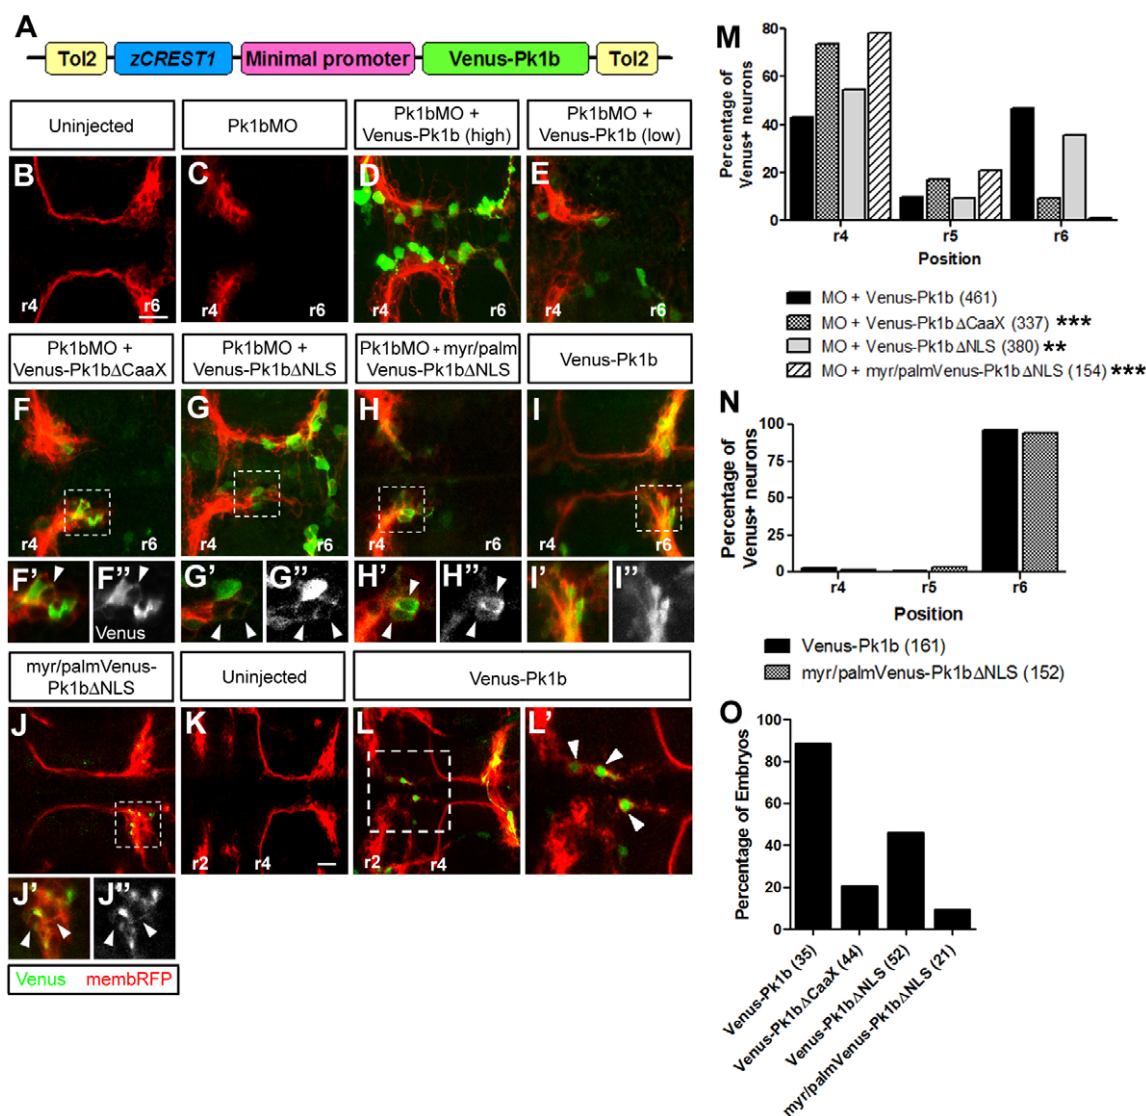 A
Tol2 zCREST1 Minimal promoter Venus-Pk1b Tol2
Uninjected
Pk1bMO
Pk1bMO +
Venus-Pk1b (high)
Pk1bMO +
Venus-Pk1b (low)
B
r4 r6
C
r4 r6
D
r4 r6
E
r4 r6
Pk1bMO +
Venus-Pk1bΔCaaX
Pk1bMO +
Venus-Pk1bΔNLS
Pk1bMO + myr/palm
Venus-Pk1bΔNLS
Venus-Pk1b
F
r4 r6
G
r4 r6
H
r4 r6
I
r4 r6
F'
F''
Venus
G'
G''
H'
H''
I'
I''
myr/palmVenus-
Pk1bΔNLS
Uninjected
Venus-Pk1b
J
r4 r6
K
r2 r4
L
r2 r4
L'
J'
J''
Venus membRFP
M
Percentage of
Venus+ neurons
80
60
40
20
0
r4 r5 r6
Position
MO + Venus-Pk1b (461)
MO + Venus-Pk1bΔCaaX (337) ***
MO + Venus-Pk1bΔNLS (380) **
MO + myr/palmVenus-Pk1bΔNLS (154) ***
N
Percentage of
Venus+ neurons
100
75
50
25
0
r4 r5 r6
Position
Venus-Pk1b (161)
myr/palmVenus-Pk1bΔNLS (152)
O
Percentage of Embryos
100
80
60
40
20
0
Venus-Pk1b (35)
Venus-Pk1bΔCaaX (44)
Venus-Pk1bΔNLS (52)
myr/palmVenus-Pk1bΔNLS (21)